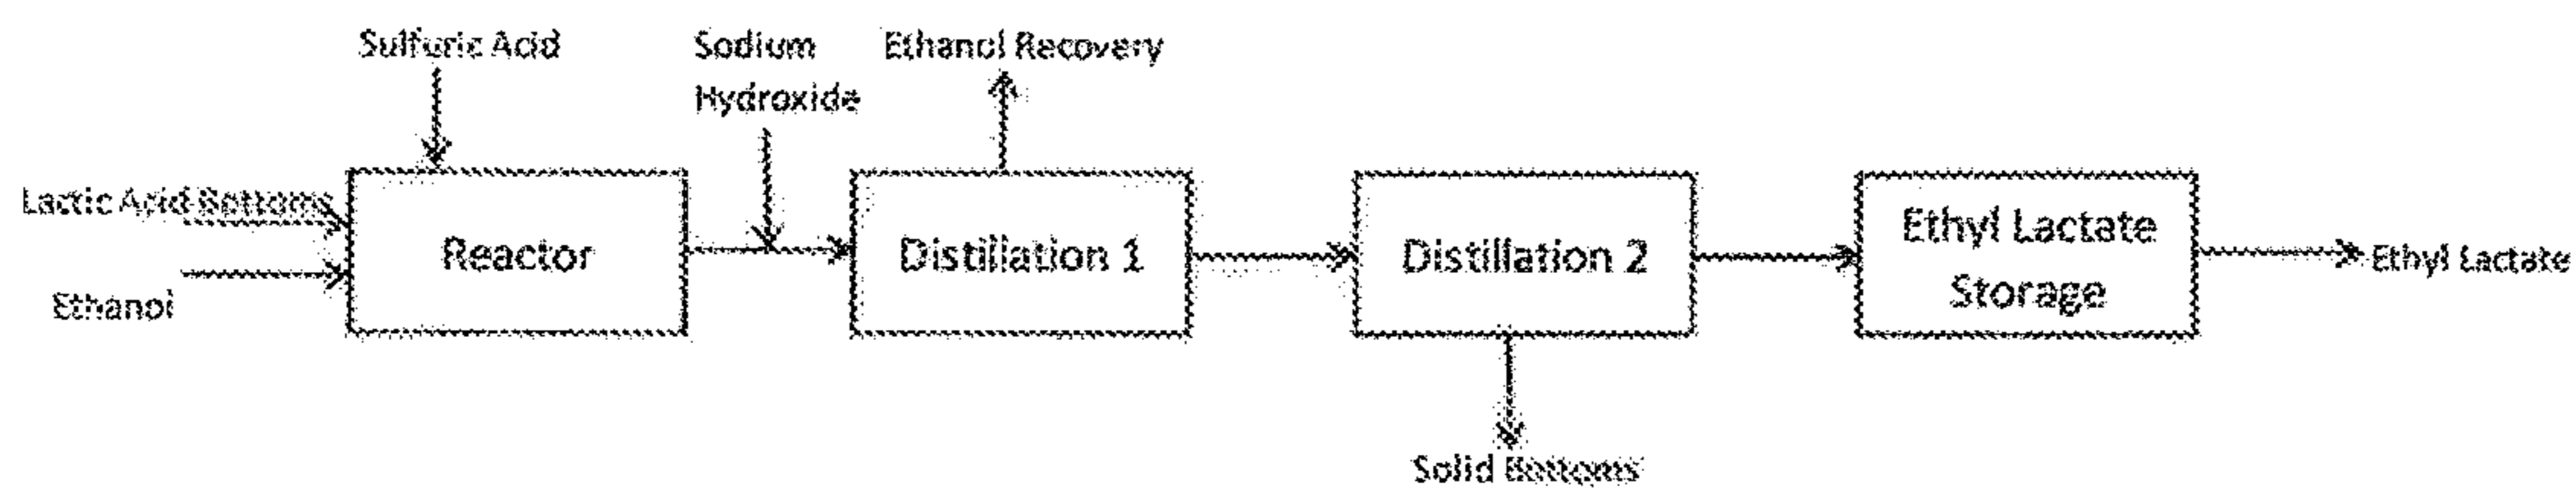 Sulfuric Acid
Sodium
Hydroxide
Ethanol Recovery
Lactic Acid Bottoms
Ethanol
Reactor
Distillation 1
Distillation 2
Ethyl Lactate
Storage
Ethyl Lactate
Solid Bottoms